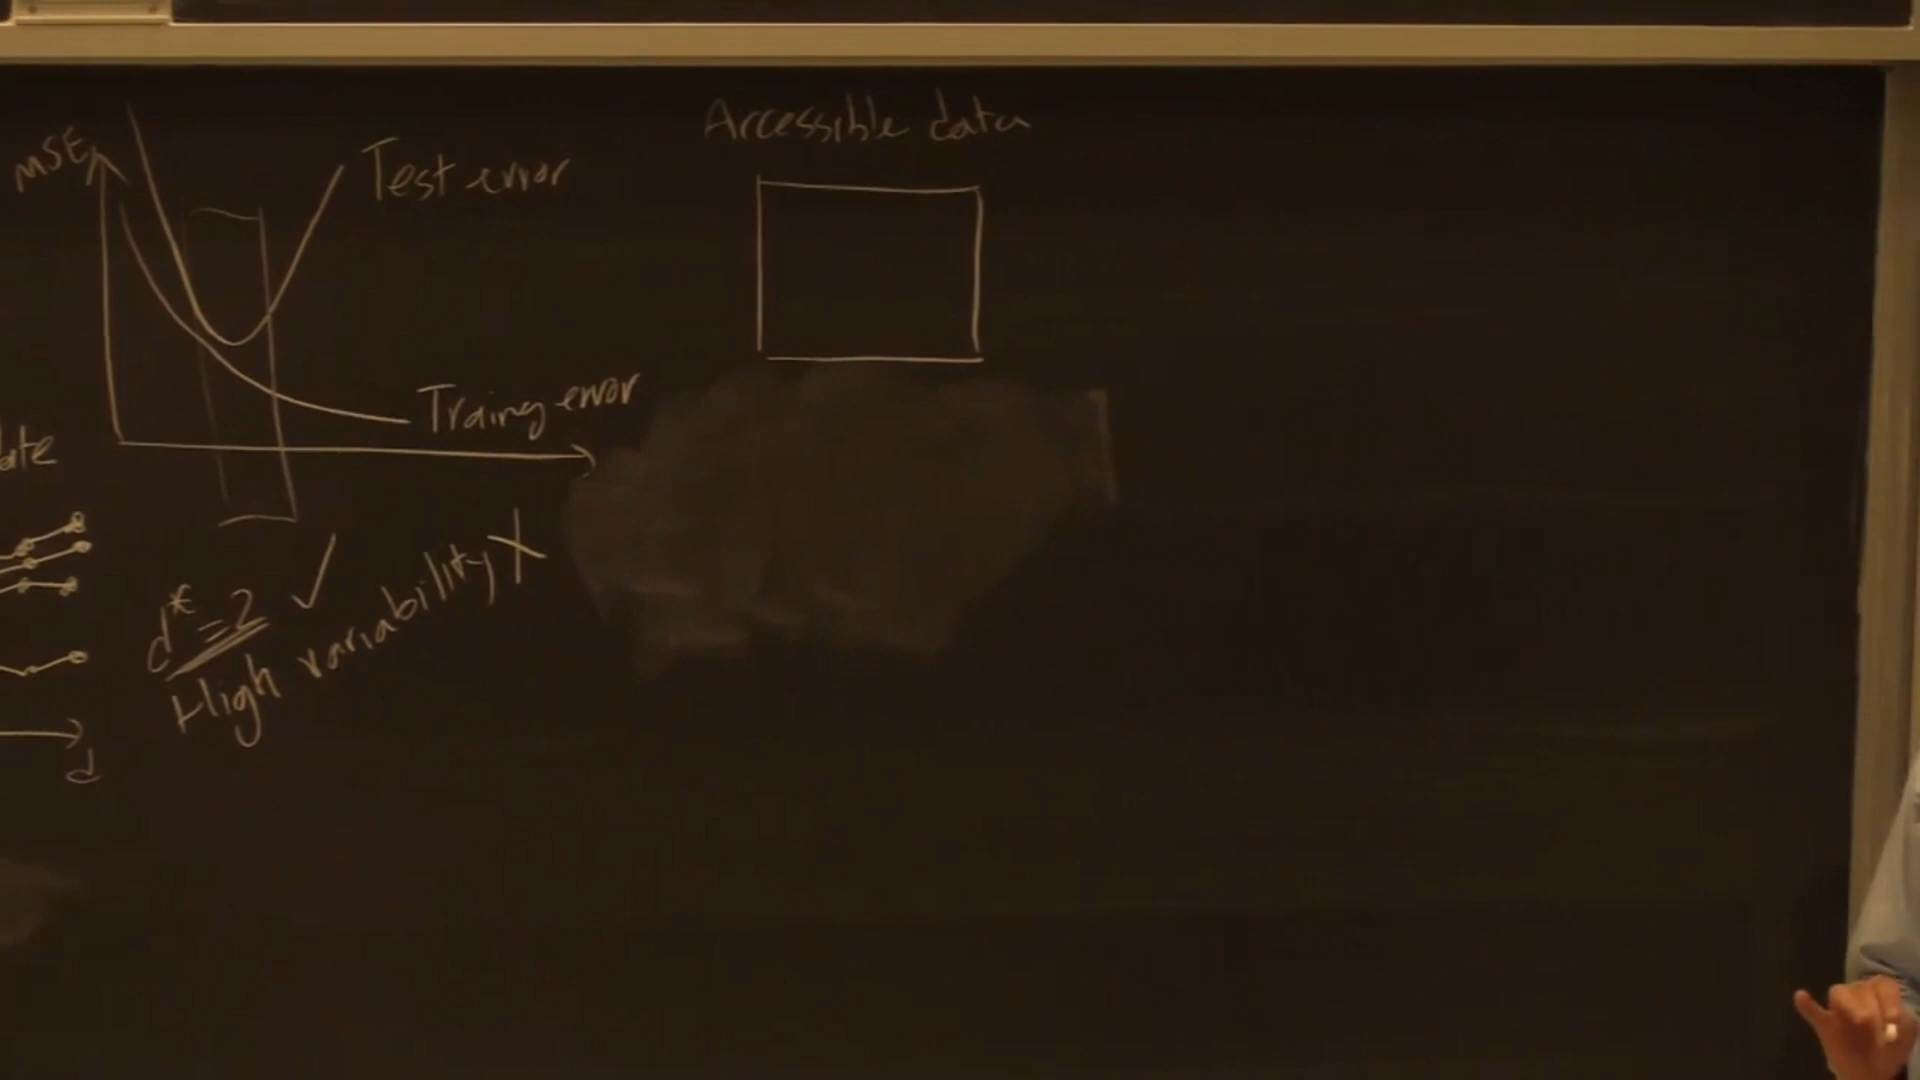 MSE
Test error
Traing error
d* = 2 ✓
High variability X
d
Accessible data